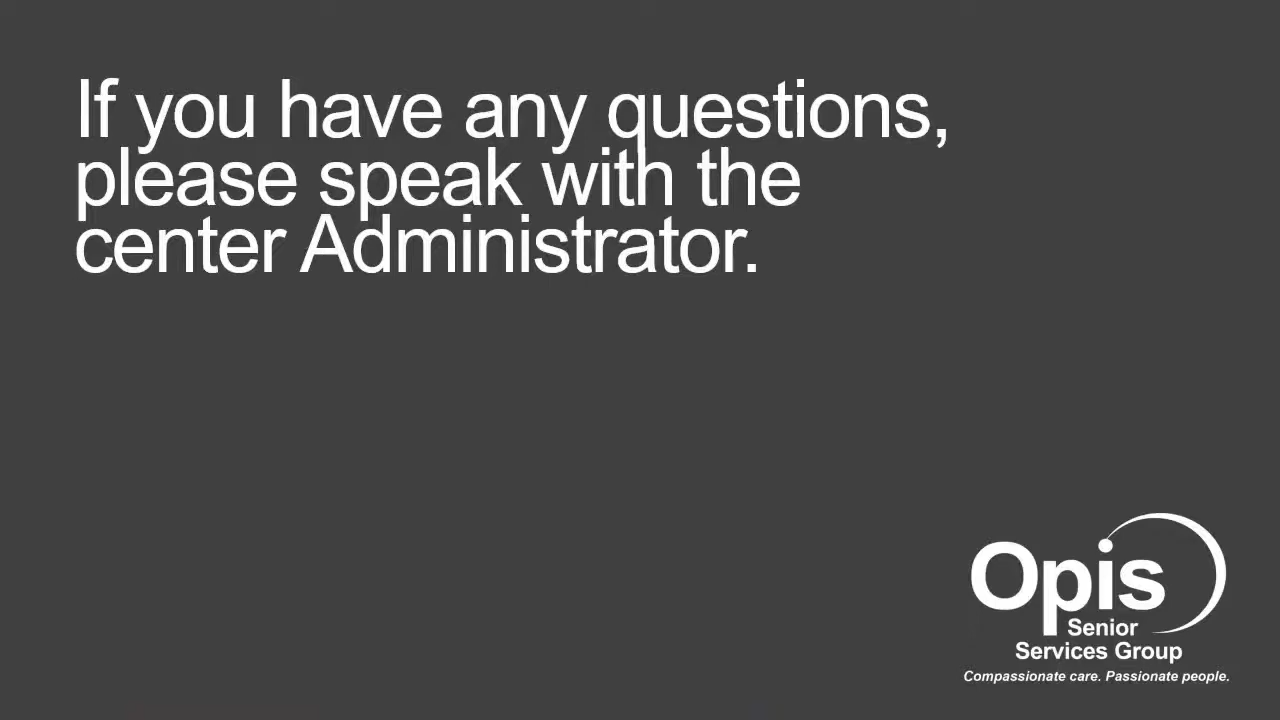 If you have any questions,
please speak with the
center Administrator.
Opis
Senior
Services Group
Compassionate care. Passionate people.